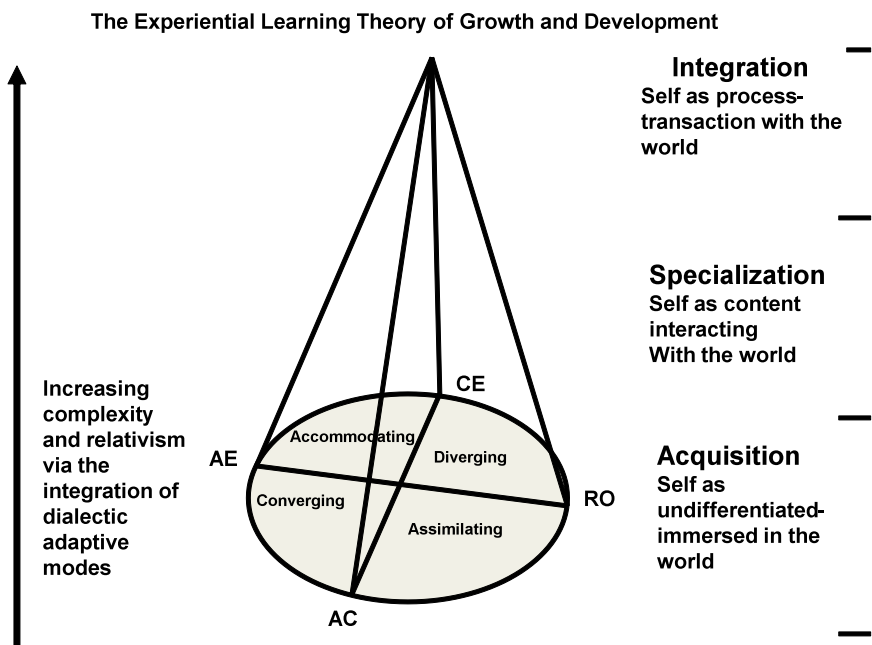 The Experiential Learning Theory of Growth and Development
Integration
Self as process-
transaction with the
world
Specialization
Self as content
interacting
With the world
Increasing
complexity
and relativism
via the
integration of
dialectic
adaptive
modes
CE
Accommodating
AE
Diverging
Converging
RO
Assimilating
AC
Acquisition
Self as
undifferentiated-
immersed in the
world